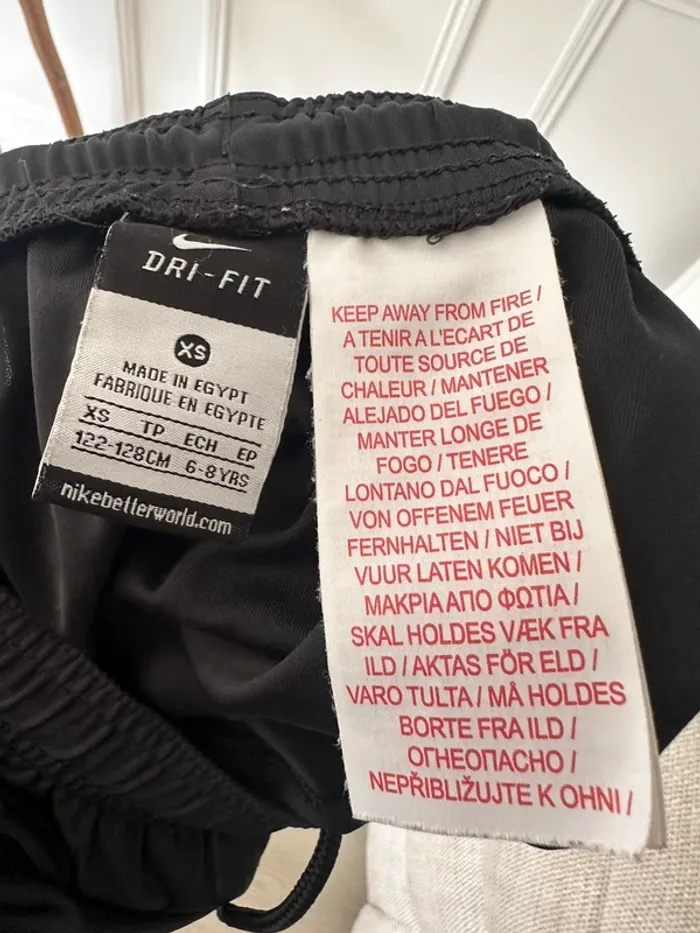 DRI-FIT
XS
MADE IN EGYPT
FABRIQUE EN EGYPTE
XS TP ECH EP
122-128CM 6-8YRS
nikebetterworld.com
KEEP AWAY FROM FIRE /
A TENIR A L'ECART DE
TOUTE SOURCE DE
CHALEUR / MANTENER
ALEJADO DEL FUEGO /
MANTER LONGE DE
FOGO / TENERE
LONTANO DAL FUOCO /
VON OFFENEM FEUER
FERNHALTEN / NIET BIJ
VUUR LATEN KOMEN /
ΜΑΚΡΙΑ ΑΠΟ ΦΩΤΙΑ /
SKAL HOLDES VÆK FRA
ILD / AKTAS FÖR ELD /
VARO TULTA / MÅ HOLDES
BORTE FRA ILD /
ОГНЕОПАСНО /
NEPŘIBLIŽUJTE K OHNI /